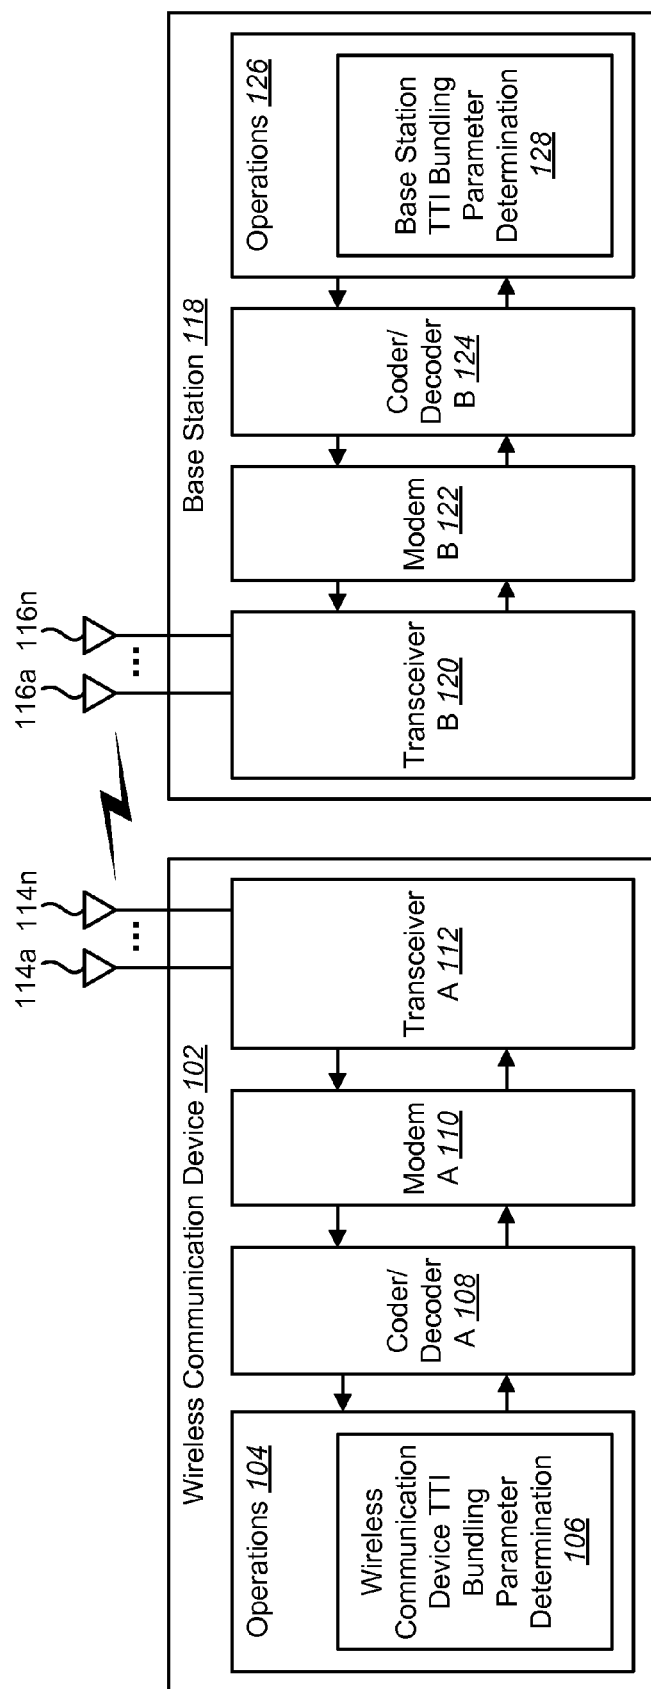 Wireless Communication Device 102
Operations 104
Wireless
Communication
Device TTI
Bundling
Parameter
Determination
106
Coder/
Decoder
A 108
Modem
A 110
Transceiver
A 112
114a
...
114n
116a
...
116n
Base Station 118
Transceiver
B 120
Modem
B 122
Coder/
Decoder
B 124
Operations 126
Base Station
TTI Bundling
Parameter
Determination
128